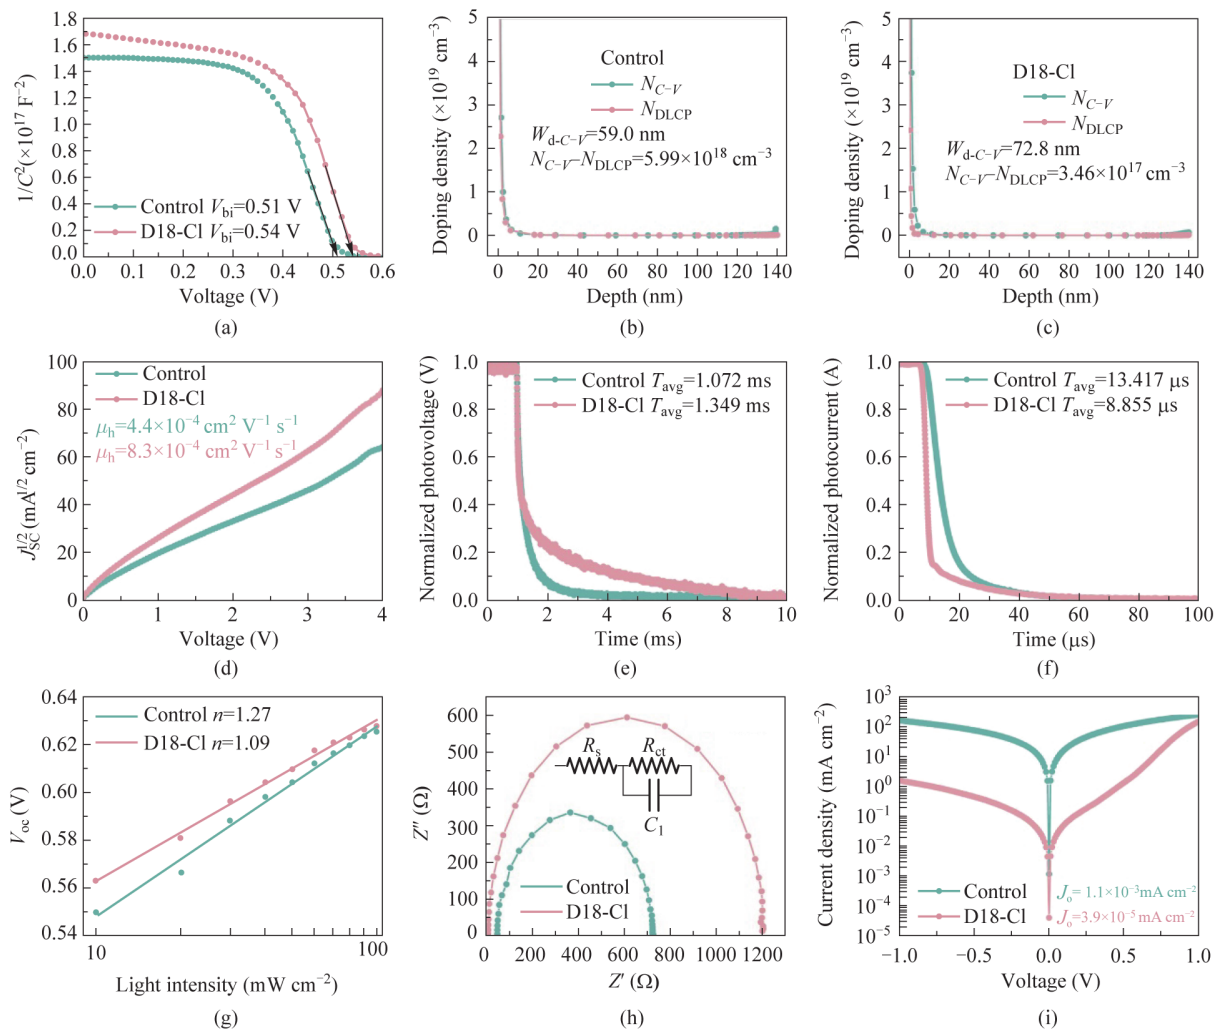 1.8
1.6
1.4
1.2
1.0
0.8
0.6
0.4
0.2
0.0
1/C²(×10¹⁷ F⁻²)
Control V_bi=0.51 V
D18-Cl V_bi=0.54 V
0.0 0.1 0.2 0.3 0.4 0.5 0.6
Voltage (V)
(a)
5
4
3
2
1
0
Doping density (×10¹⁹ cm⁻³)
Control
N_C−V
N_DLCP
W_d-C−V=59.0 nm
N_C−V–N_DLCP=5.99×10¹⁸ cm⁻³
0 20 40 60 80 100 120 140
Depth (nm)
(b)
5
4
3
2
1
0
Doping density (×10¹⁹ cm⁻³)
D18-Cl
N_C−V
N_DLCP
W_d-C−V=72.8 nm
N_C−V–N_DLCP=3.46×10¹⁷ cm⁻³
0 20 40 60 80 100 120 140
Depth (nm)
(c)
100
80
60
40
20
0
J_SC^1/2 (mA^1/2 cm⁻²)
Control
D18-Cl
μ_h=4.4×10⁻⁴ cm² V⁻¹ s⁻¹
μ_h=8.3×10⁻⁴ cm² V⁻¹ s⁻¹
0 1 2 3 4
Voltage (V)
(d)
1.0
0.8
0.6
0.4
0.2
0.0
Normalized photovoltage (V)
Control T_avg=1.072 ms
D18-Cl T_avg=1.349 ms
0 2 4 6 8 10
Time (ms)
(e)
1.0
0.8
0.6
0.4
0.2
0.0
Normalized photocurrent (A)
Control T_avg=13.417 μs
D18-Cl T_avg=8.855 μs
0 20 40 60 80 100
Time (μs)
(f)
0.64
0.62
0.60
0.58
0.56
0.54
V_oc (V)
Control n=1.27
D18-Cl n=1.09
10 100
Light intensity (mW cm⁻²)
(g)
600
500
400
300
200
100
0
Z″ (Ω)
R_s R_ct
C_1
Control
D18-Cl
0 200 400 600 800 1000 1200
Z′ (Ω)
(h)
10³
10²
10¹
10⁰
10⁻¹
10⁻²
10⁻³
10⁻⁴
10⁻⁵
Current density (mA cm⁻²)
Control J_o= 1.1×10⁻³mA cm⁻²
D18-Cl J_o=3.9×10⁻⁵mA cm⁻²
−1.0 −0.5 0.0 0.5 1.0
Voltage (V)
(i)